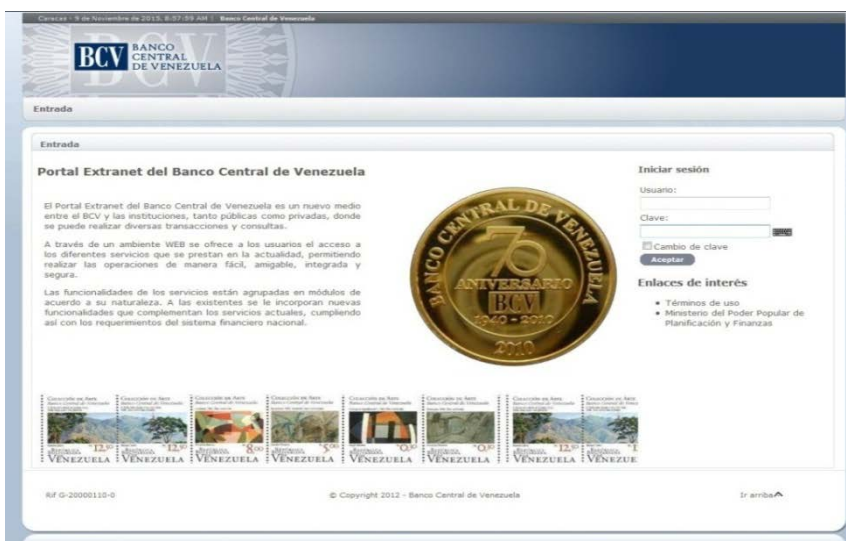 Caracas - 9 de Noviembre de 2015, 8:57:59 AM | Banco Central de Venezuela
BCV BANCO
CENTRAL
DE VENEZUELA
Entrada
Entrada
Portal Extranet del Banco Central de Venezuela
El Portal Extranet del Banco Central de Venezuela es un nuevo medio
entre el BCV y las instituciones, tanto públicas como privadas, donde
se puede realizar diversas transacciones y consultas.
A través de un ambiente WEB se ofrece a los usuarios el acceso a
los diferentes servicios que se prestan en la actualidad, permitiendo
realizar las operaciones de manera fácil, amigable, integrada y
segura.
Las funcionalidades de los servicios están agrupadas en módulos de
acuerdo a su naturaleza. A las existentes se le incorporan nuevas
funcionalidades que complementan los servicios actuales, cumpliendo
así con los requerimientos del sistema financiero nacional.
BANCO CENTRAL DE VENEZUELA
70
ANIVERSARIO
BCV
1940 - 2010
2010
Iniciar sesión
Usuario:
Clave:
Cambio de clave
Aceptar
Enlaces de interés
Términos de uso
Ministerio del Poder Popular de
Planificación y Finanzas
VENEZUELA VENEZUELA VENEZUELA VENEZUELA VENEZUELA VENEZUELA VENEZUELA VENEZUE
Rif G-20000110-0
© Copyright 2012 - Banco Central de Venezuela
Ir arriba